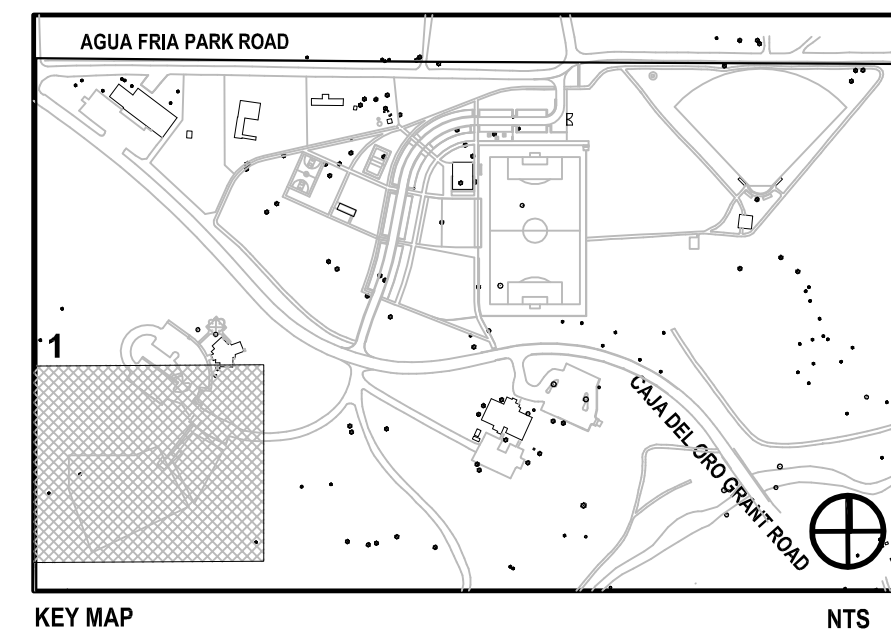 AGUA FRIA PARK ROAD
1
CAJA DEL ORO GRANT ROAD
KEY MAP
NTS